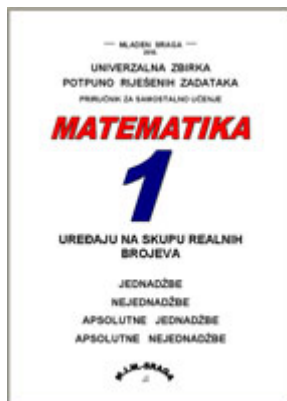 MLADEN SRAGA
UNIVERZALNA ZBIRKA
POTPUNO RIJEŠENIH ZADATAKA
PRIRUČNIK ZA SAMOSTALNO UČENJE
MATEMATIKA
1
UREĐAJU NA SKUPU REALNIH
BROJEVA
JEDNADŽBE
NEJEDNADŽBE
APSOLUTNE JEDNADŽBE
APSOLUTNE NEJEDNADŽBE
M.I.M.-SRAGA